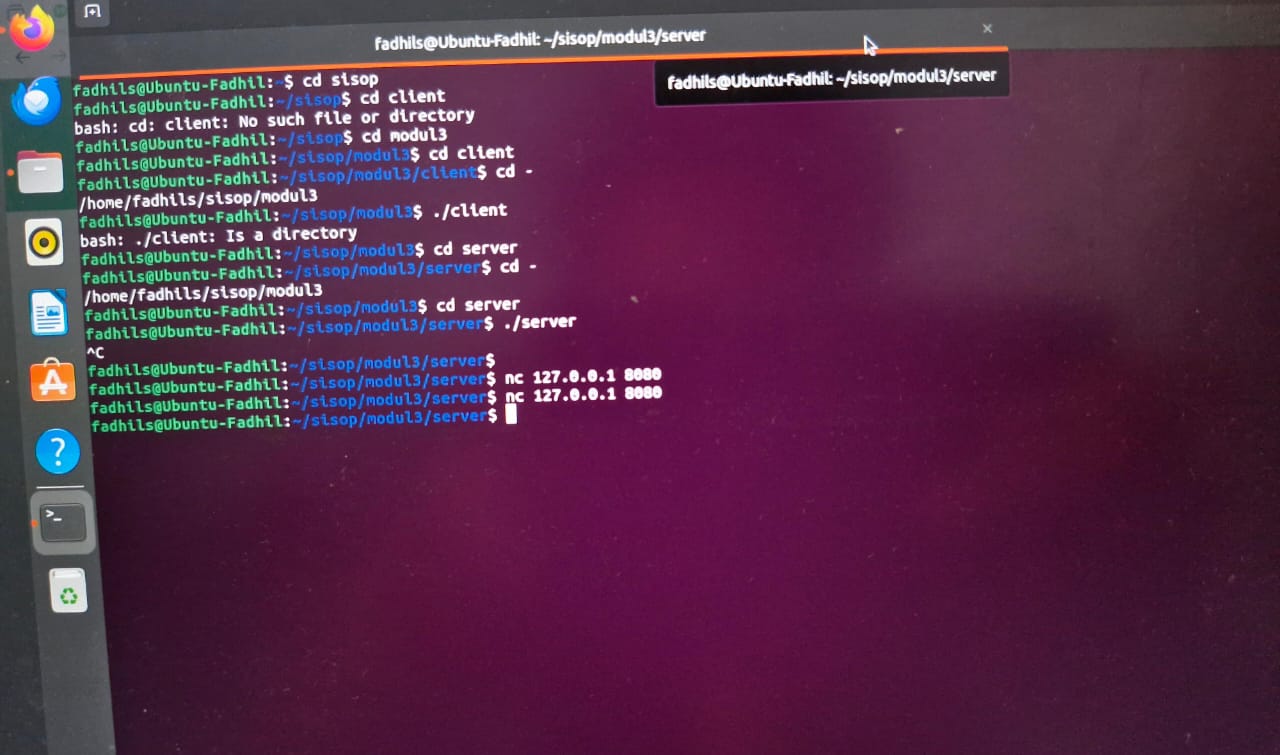 fadhils@Ubuntu-Fadhil: ~/sisop/modul3/server
fadhils@Ubuntu-Fadhil: ~/sisop/modul3/server
fadhils@Ubuntu-Fadhil:~$ cd sisop
fadhils@Ubuntu-Fadhil:~/sisop$ cd client
bash: cd: client: No such file or directory
fadhils@Ubuntu-Fadhil:~/sisop$ cd modul3
fadhils@Ubuntu-Fadhil:~/sisop/modul3$ cd client
fadhils@Ubuntu-Fadhil:~/sisop/modul3/client$ cd -
/home/fadhils/sisop/modul3
fadhils@Ubuntu-Fadhil:~/sisop/modul3$ ./client
bash: ./client: Is a directory
fadhils@Ubuntu-Fadhil:~/sisop/modul3$ cd server
fadhils@Ubuntu-Fadhil:~/sisop/modul3/server$ cd -
/home/fadhils/sisop/modul3
fadhils@Ubuntu-Fadhil:~/sisop/modul3$ cd server
fadhils@Ubuntu-Fadhil:~/sisop/modul3/server$ ./server
^C
fadhils@Ubuntu-Fadhil:~/sisop/modul3/server$
fadhils@Ubuntu-Fadhil:~/sisop/modul3/server$ nc 127.0.0.1 8080
fadhils@Ubuntu-Fadhil:~/sisop/modul3/server$ nc 127.0.0.1 8080
fadhils@Ubuntu-Fadhil:~/sisop/modul3/server$